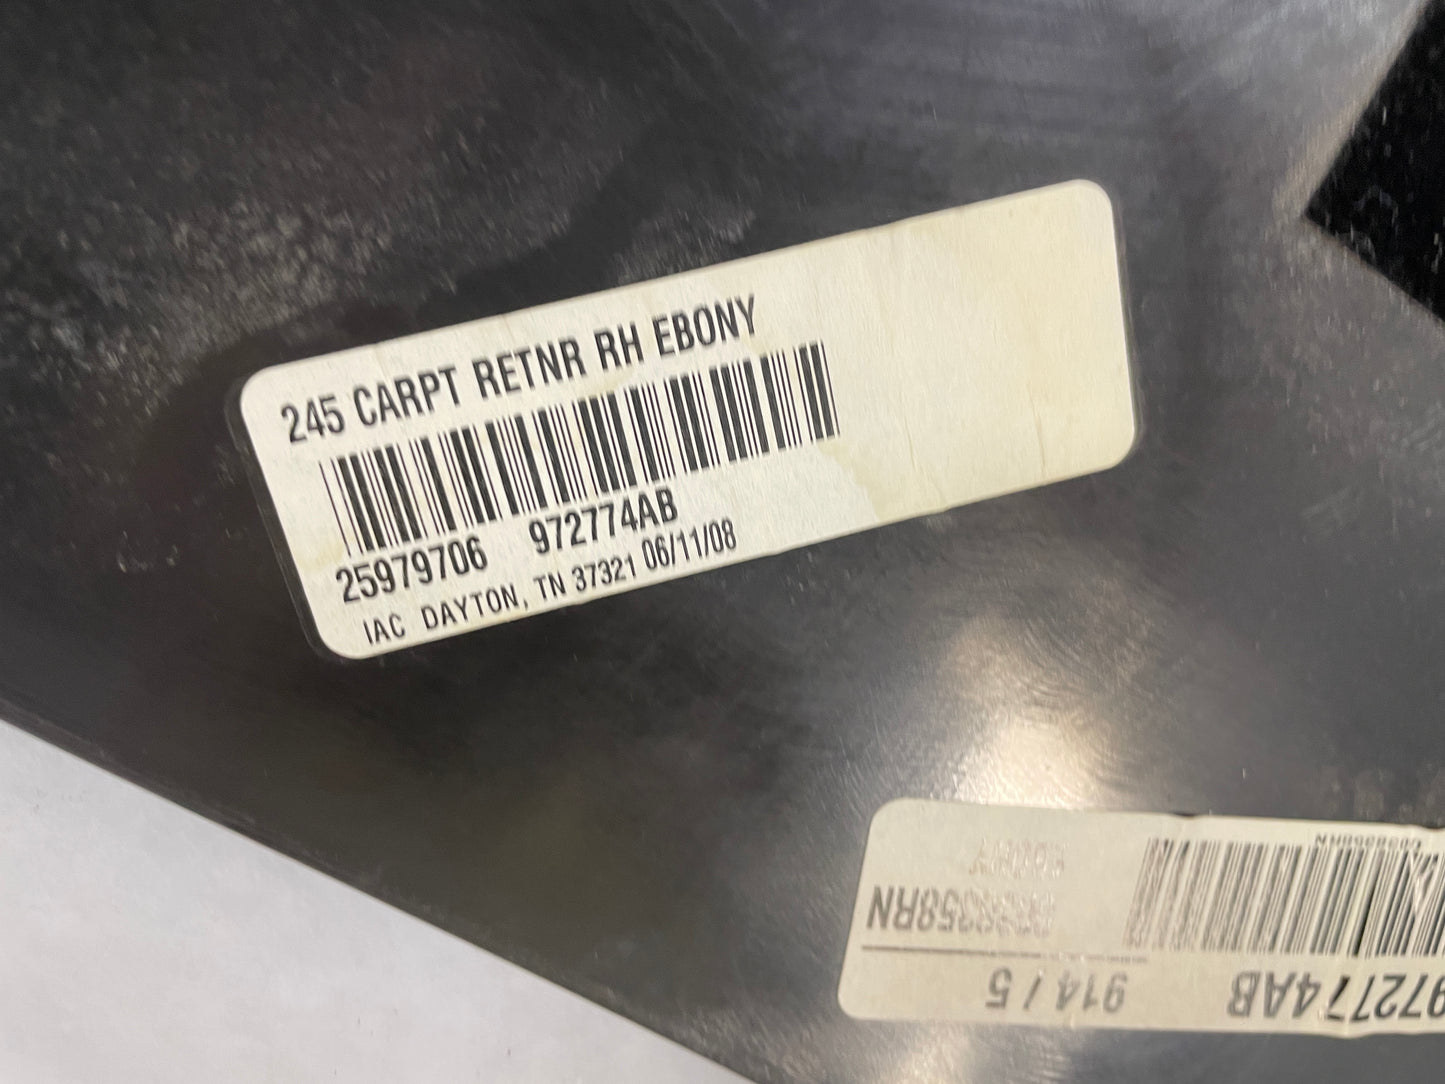 245 CARPT RETNR RH EBONY
25979706 972774AB
IAC DAYTON, TN 37321 06/11/08
972774AB
914 / 5